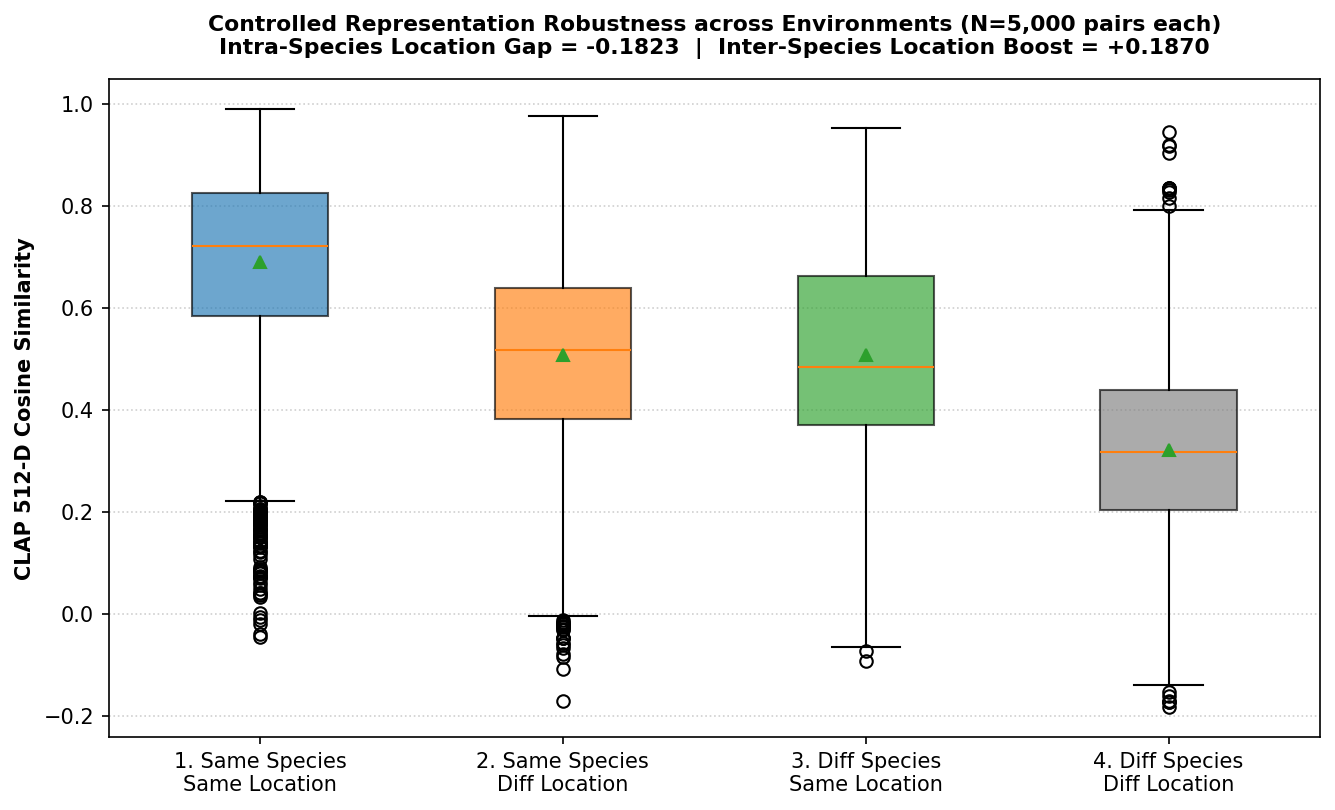 Controlled Representation Robustness across Environments (N=5,000 pairs each)
Intra-Species Location Gap = -0.1823 | Inter-Species Location Boost = +0.1870
CLAP 512-D Cosine Similarity
1.0
0.8
0.6
0.4
0.2
0.0
−0.2
1. Same Species
Same Location
2. Same Species
Diff Location
3. Diff Species
Same Location
4. Diff Species
Diff Location